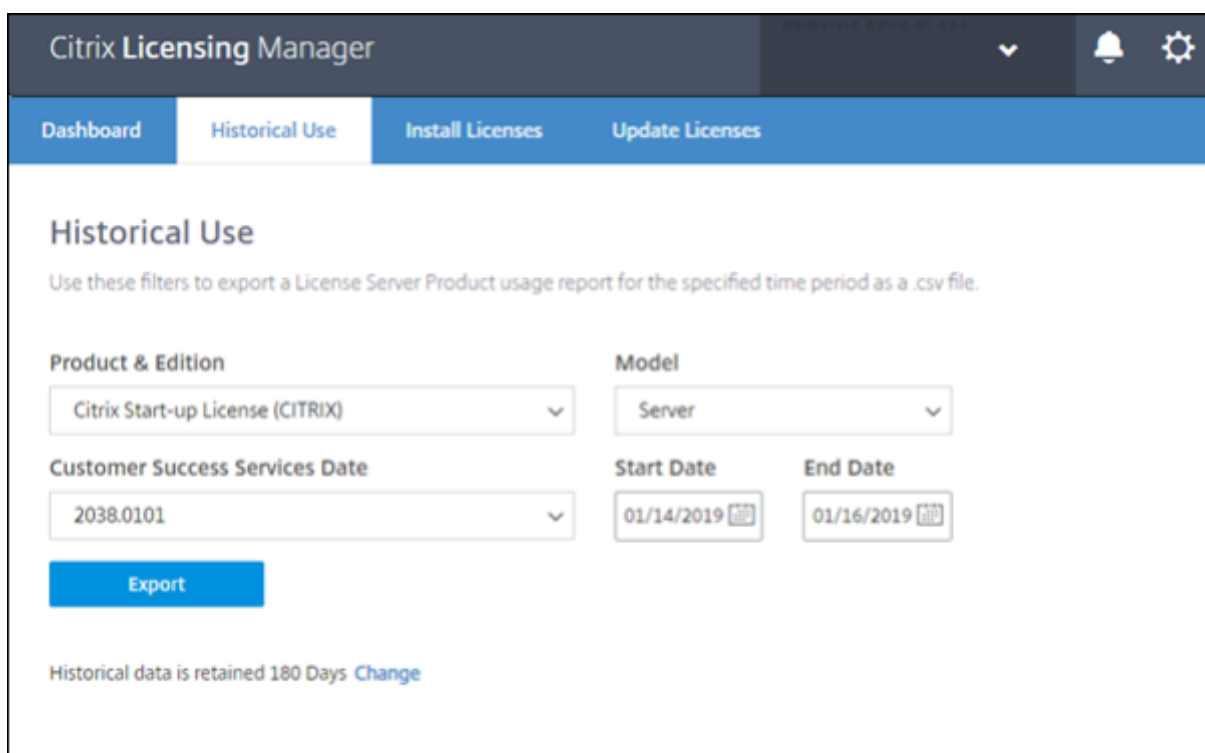 Citrix Licensing Manager
Dashboard Historical Use Install Licenses Update Licenses
Historical Use
Use these filters to export a License Server Product usage report for the specified time period as a .csv file.
Product & Edition Model
Citrix Start-up License (CITRIX) Server
Customer Success Services Date Start Date End Date
2038.0101 01/14/2019 01/16/2019
Export
Historical data is retained 180 Days Change